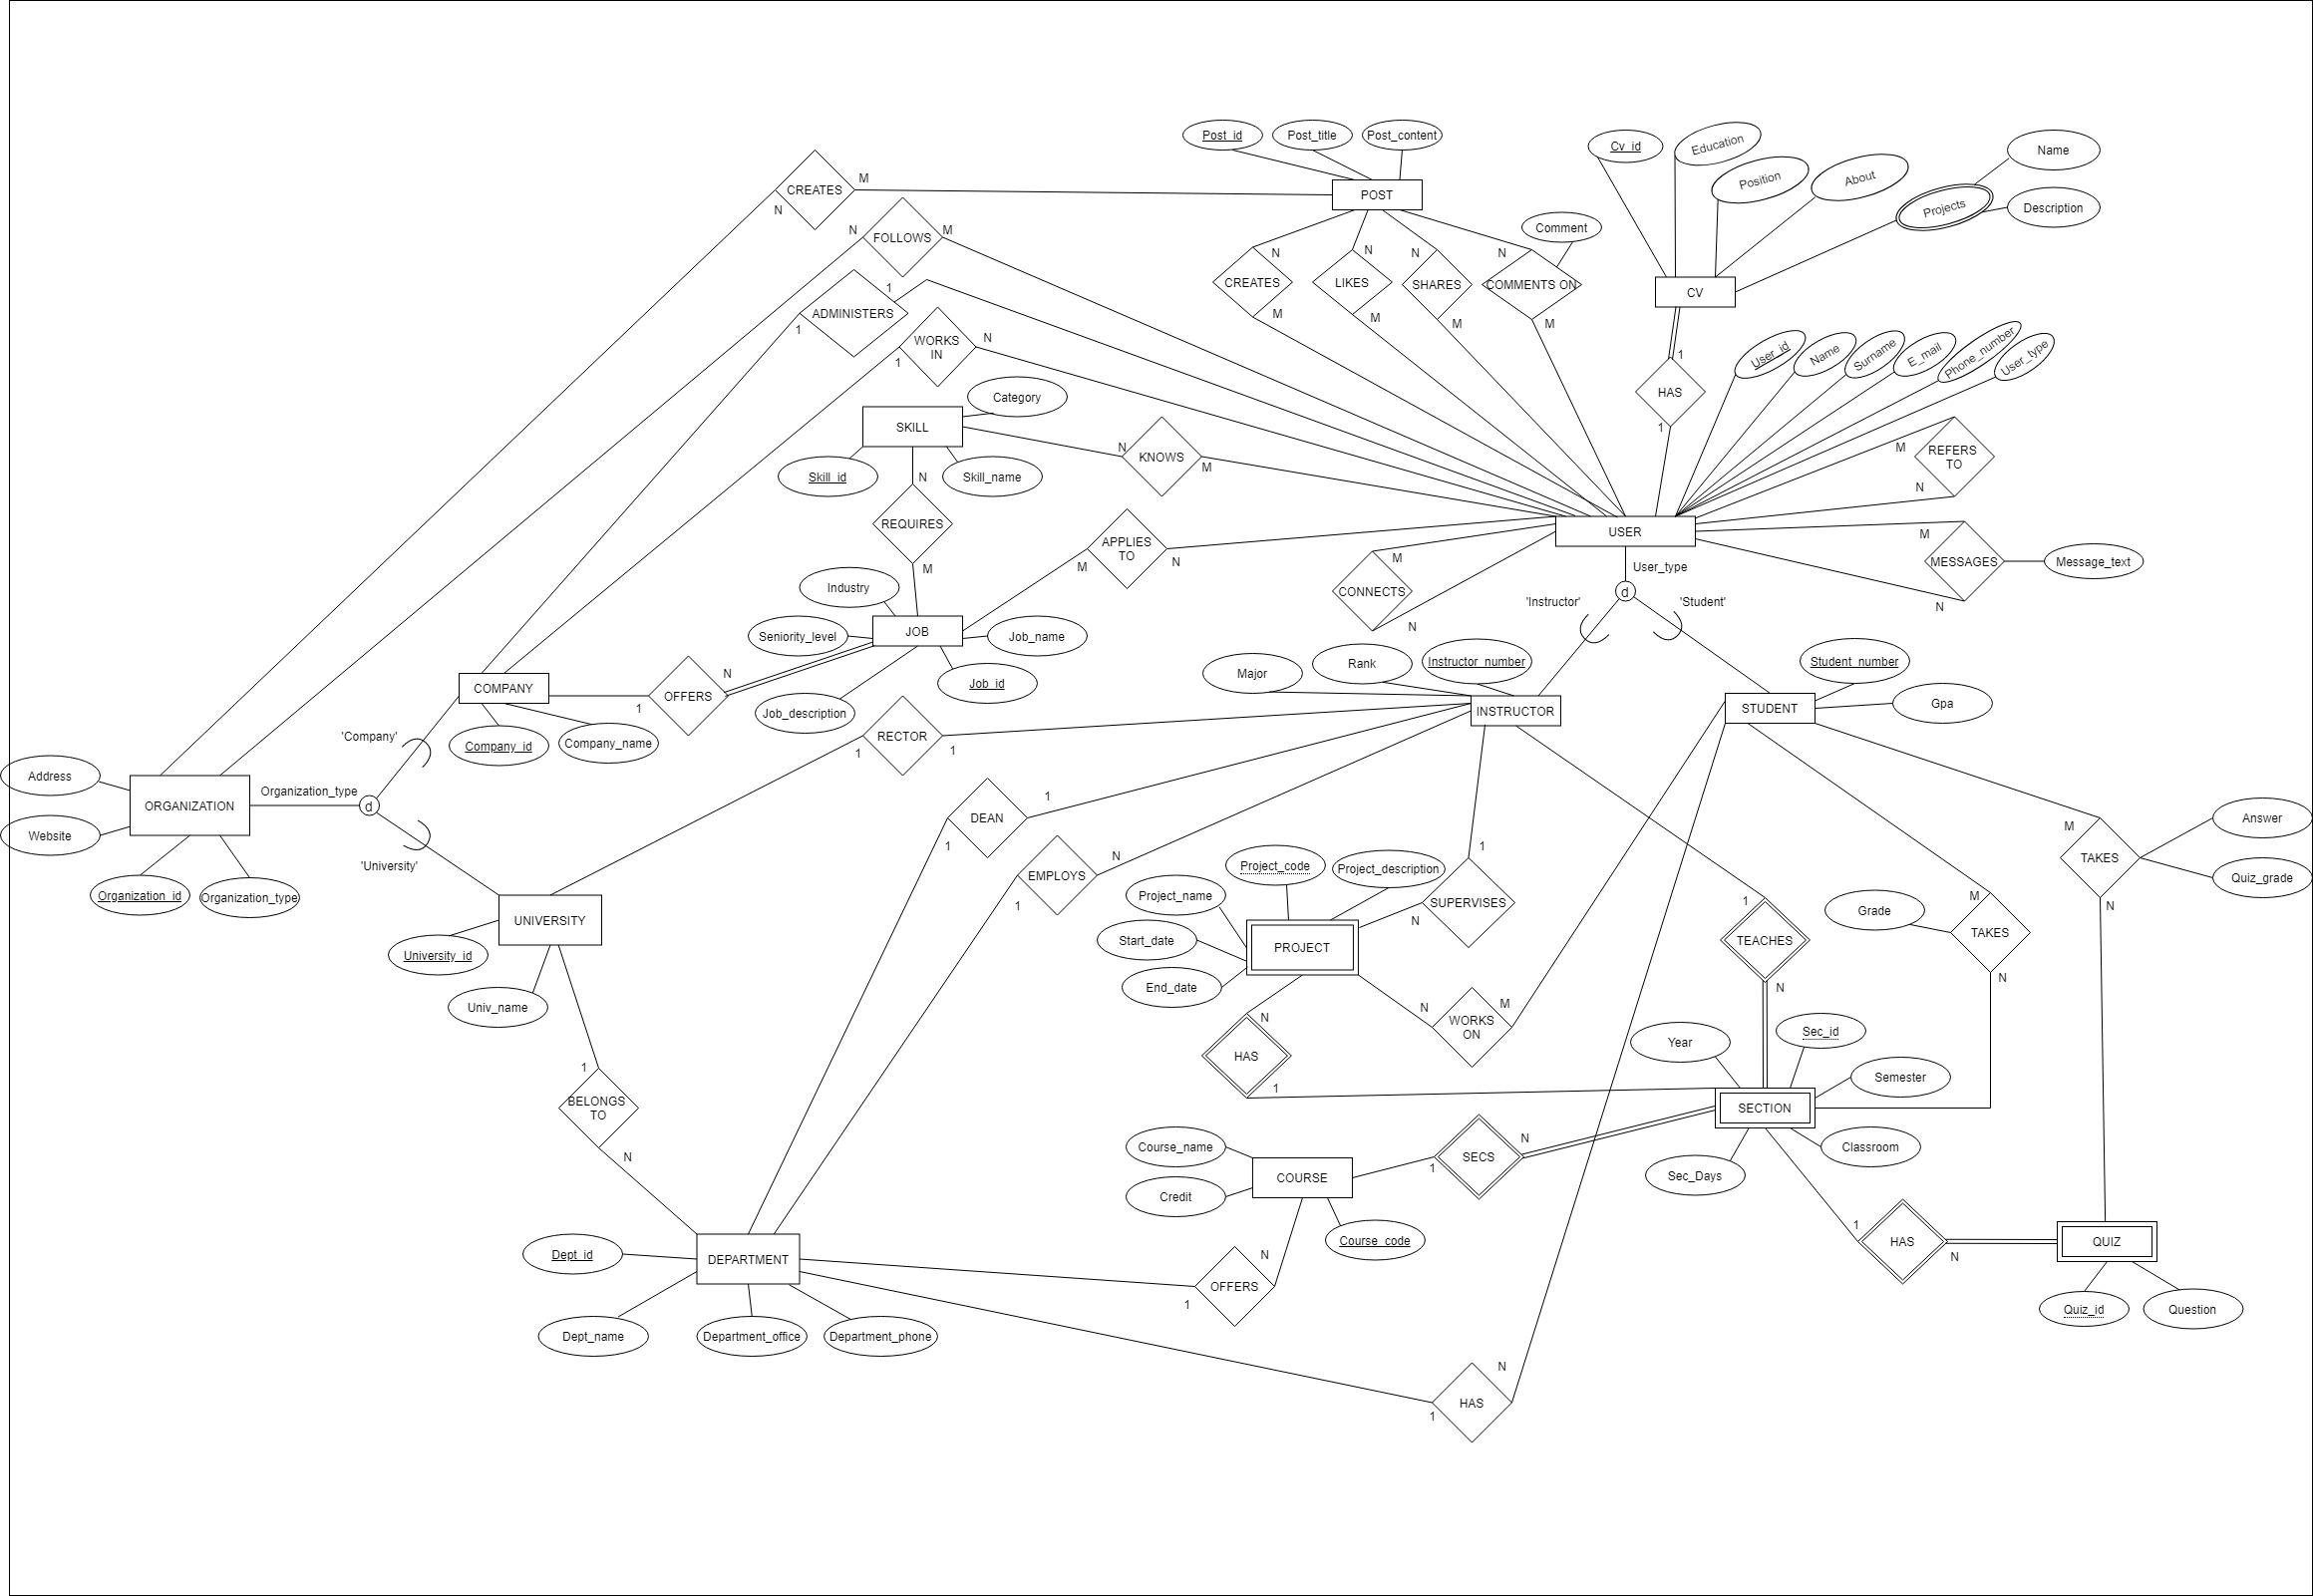 Post_id
Post_title
Post_content
Cv_id
Education
Position
About
Projects
Name
Description
CREATES
M
N
POST
FOLLOWS
N
M
Comment
ADMINISTERS
1
1
CREATES
N
M
LIKES
N
M
SHARES
N
M
COMMENTS ON
N
M
CV
WORKS
IN
N
1
HAS
1
1
User_id
Name
Surname
E_mail
Phone_number
User_type
SKILL
Category
Skill_id
Skill_name
KNOWS
N
M
REFERS
TO
M
N
REQUIRES
N
M
APPLIES
TO
M
N
USER
User_type
d
'Instructor'
'Student'
CONNECTS
M
N
MESSAGES
M
N
Message_text
Industry
Seniority_level
JOB
Job_name
Job_id
Job_description
COMPANY
Company_id
Company_name
OFFERS
1
N
RECTOR
1
1
Major
Rank
Instructor_number
INSTRUCTOR
Student_number
STUDENT
Gpa
'Company'
Address
Website
ORGANIZATION
Organization_type
d
'University'
Organization_id
Organization_type
DEAN
1
1
EMPLOYS
N
1
UNIVERSITY
University_id
Univ_name
Project_code
Project_description
Project_name
Start_date
End_date
PROJECT
SUPERVISES
1
N
TEACHES
1
N
Grade
TAKES
M
N
TAKES
M
N
Answer
Quiz_grade
HAS
N
1
WORKS
ON
N
M
Year
Sec_id
Semester
SECTION
Sec_Days
Classroom
BELONGS
TO
1
N
Course_name
Credit
COURSE
Course_code
SECS
1
N
HAS
1
N
QUIZ
Quiz_id
Question
Dept_id
DEPARTMENT
Dept_name
Department_office
Department_phone
OFFERS
1
N
HAS
1
N